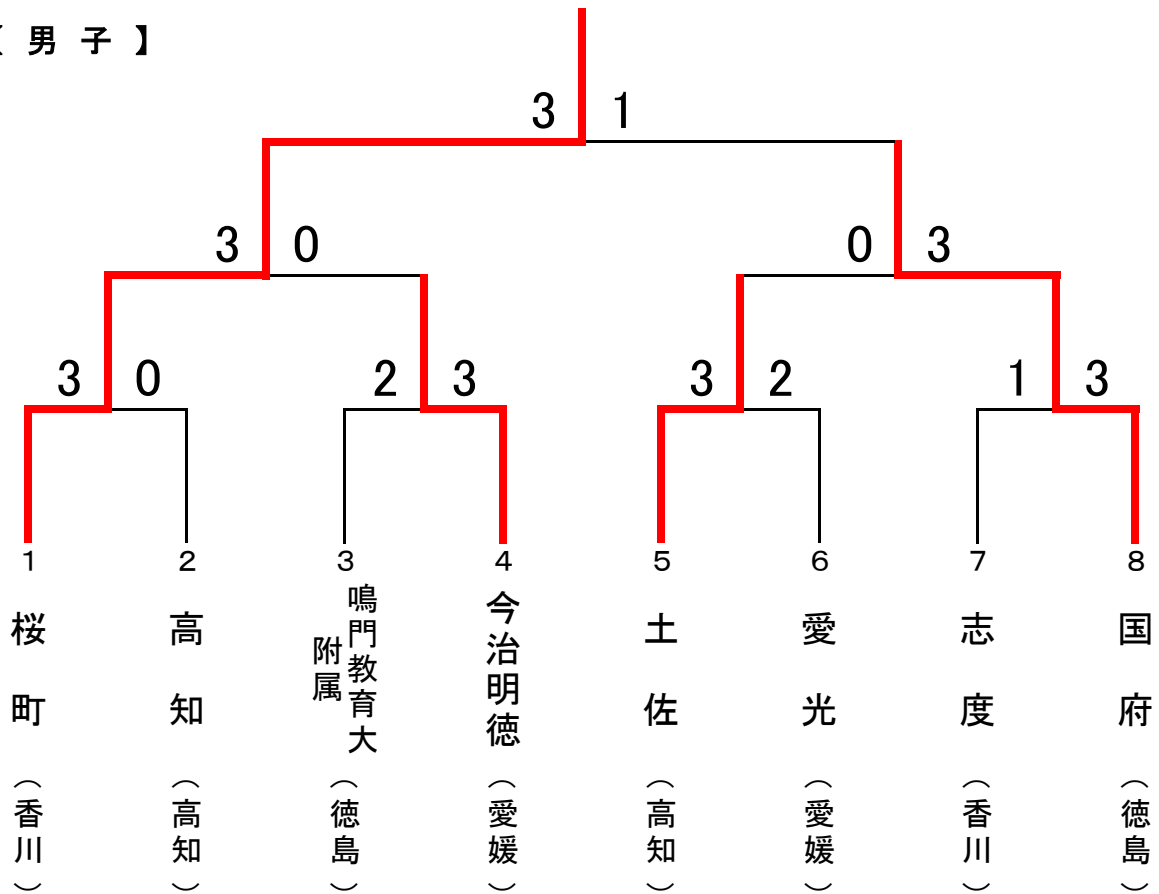 【 男 子 】
3 1
3 0
0 3
3 0
2 3
3 2
1 3
1 2 3 4 5 6 7 8
桜町
(香川)
高知
(高知)
鳴門教育大
附属
(徳島)
今治明徳
(愛媛)
土佐
(高知)
愛光
(愛媛)
志度
(香川)
国府
(徳島)